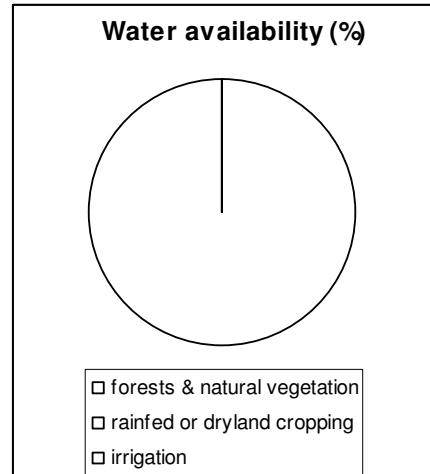 Water availability (%)
forests & natural vegetation
rainfed or dryland cropping
irrigation